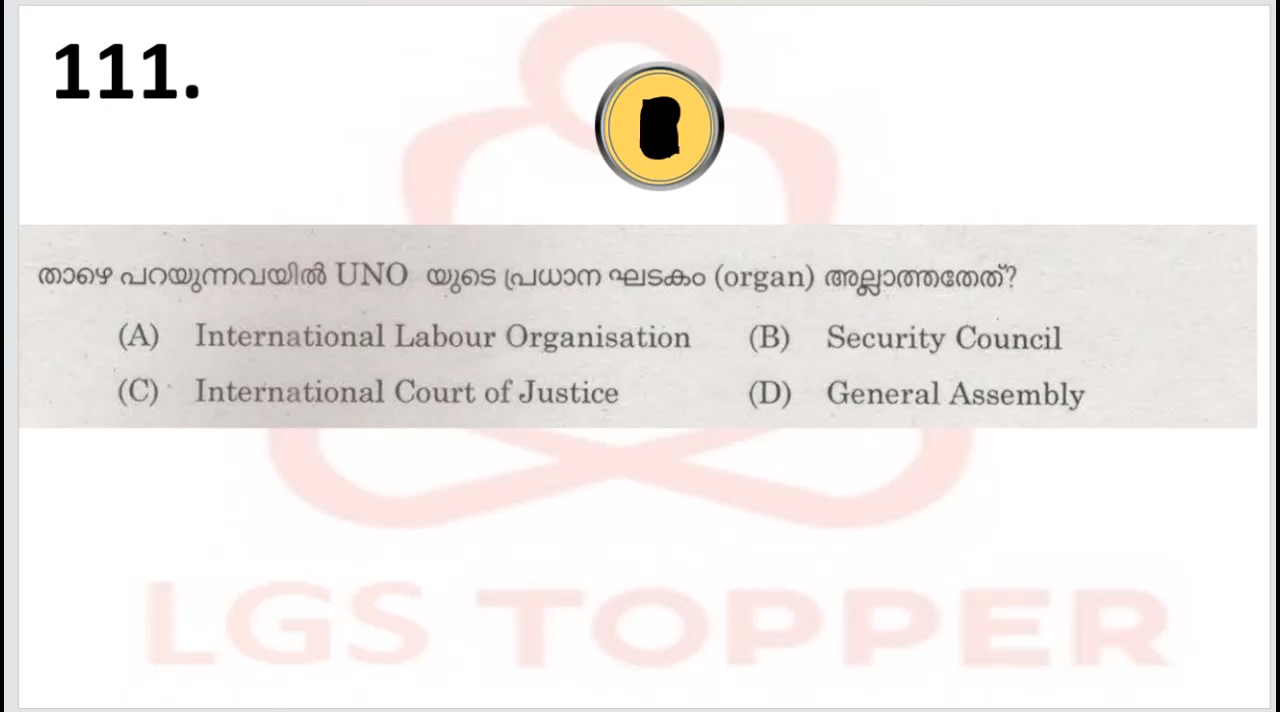 111.
താഴെ പറയുന്നവയിൽ UNO യുടെ പ്രധാന ഘടകം (organ) അല്ലാത്തതേത്?
(A) International Labour Organisation (B) Security Council
(C) International Court of Justice (D) General Assembly
LGS TOPPER